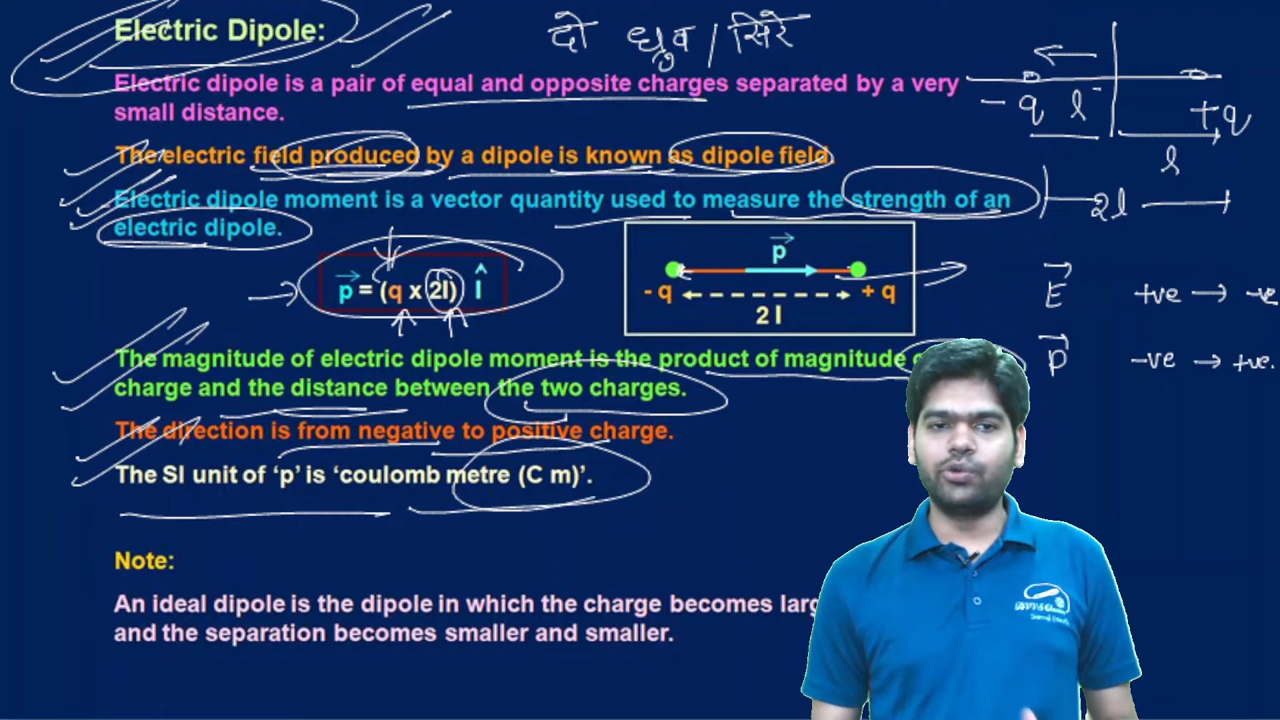 Electric Dipole:
दो ध्रुव / सिरे
Electric dipole is a pair of equal and opposite charges separated by a very
small distance.
- q l
+ q
l
2l
The electric field produced by a dipole is known as dipole field.
Electric dipole moment is a vector quantity used to measure the strength of an
electric dipole.
p = (q x 2l) l
p
- q + q
2 l
E +ve → -ve
P -ve → +ve.
The magnitude of electric dipole moment is the product of magnitude
charge and the distance between the two charges.
The direction is from negative to positive charge.
The SI unit of ‘p’ is ‘coulomb metre (C m)’.
Note:
An ideal dipole is the dipole in which the charge becomes
and the separation becomes smaller and smaller.